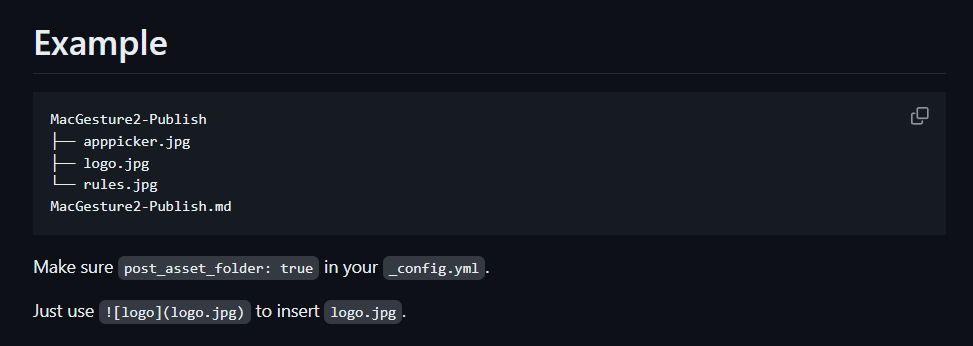 Example
MacGesture2-Publish
├── apppicker.jpg
├── logo.jpg
└── rules.jpg
MacGesture2-Publish.md
Make sure post_asset_folder: true in your _config.yml.
Just use ![logo](logo.jpg) to insert logo.jpg.